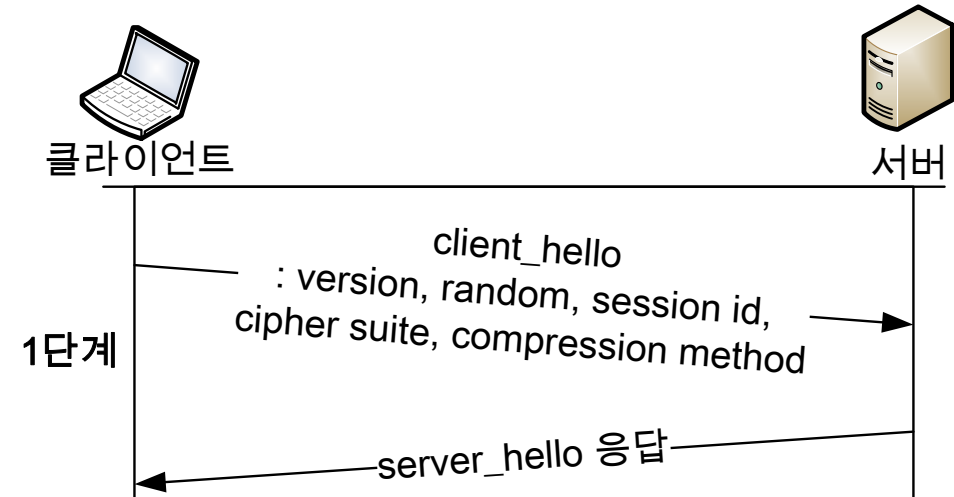 클라이언트
서버
client_hello
: version, random, session id,
cipher suite, compression method
1단계
server_hello 응답